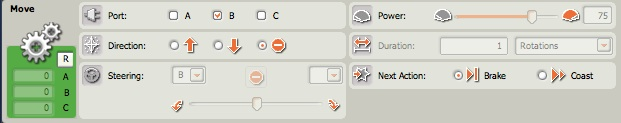 Move
Port: A B C Power: 75
Direction: Duration: 1 Rotations
R
0 A Steering: B Next Action: Brake Coast
0 B
0 C